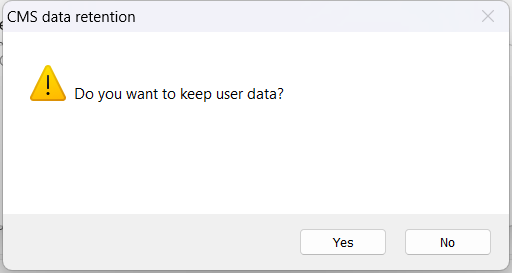 CMS data retention
Do you want to keep user data?
Yes
No